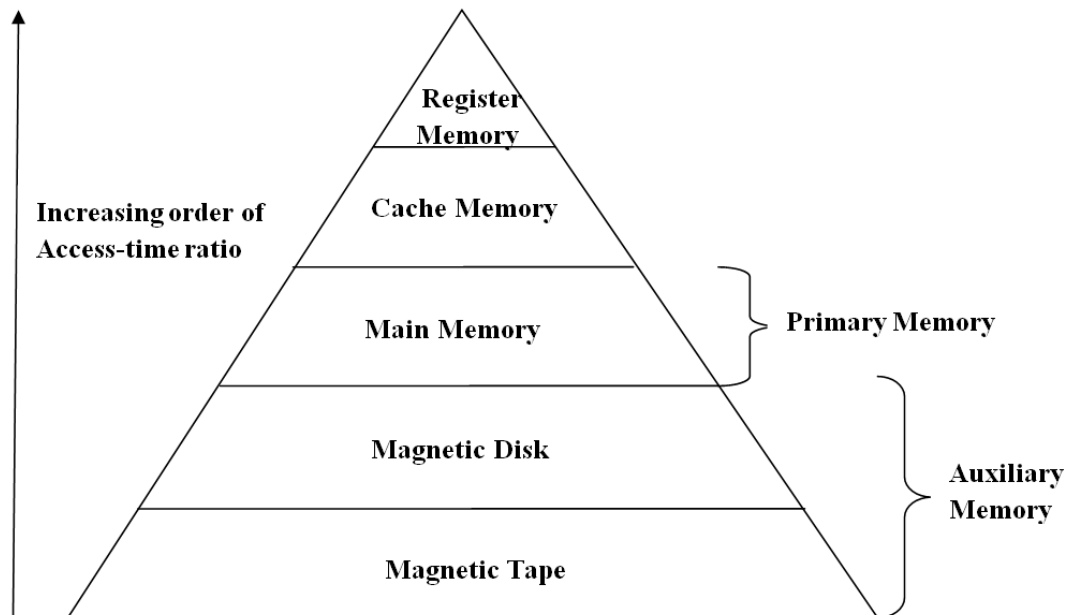 Register
Memory
Cache Memory
Increasing order of
Access-time ratio
Main Memory
Primary Memory
Magnetic Disk
Auxiliary
Memory
Magnetic Tape